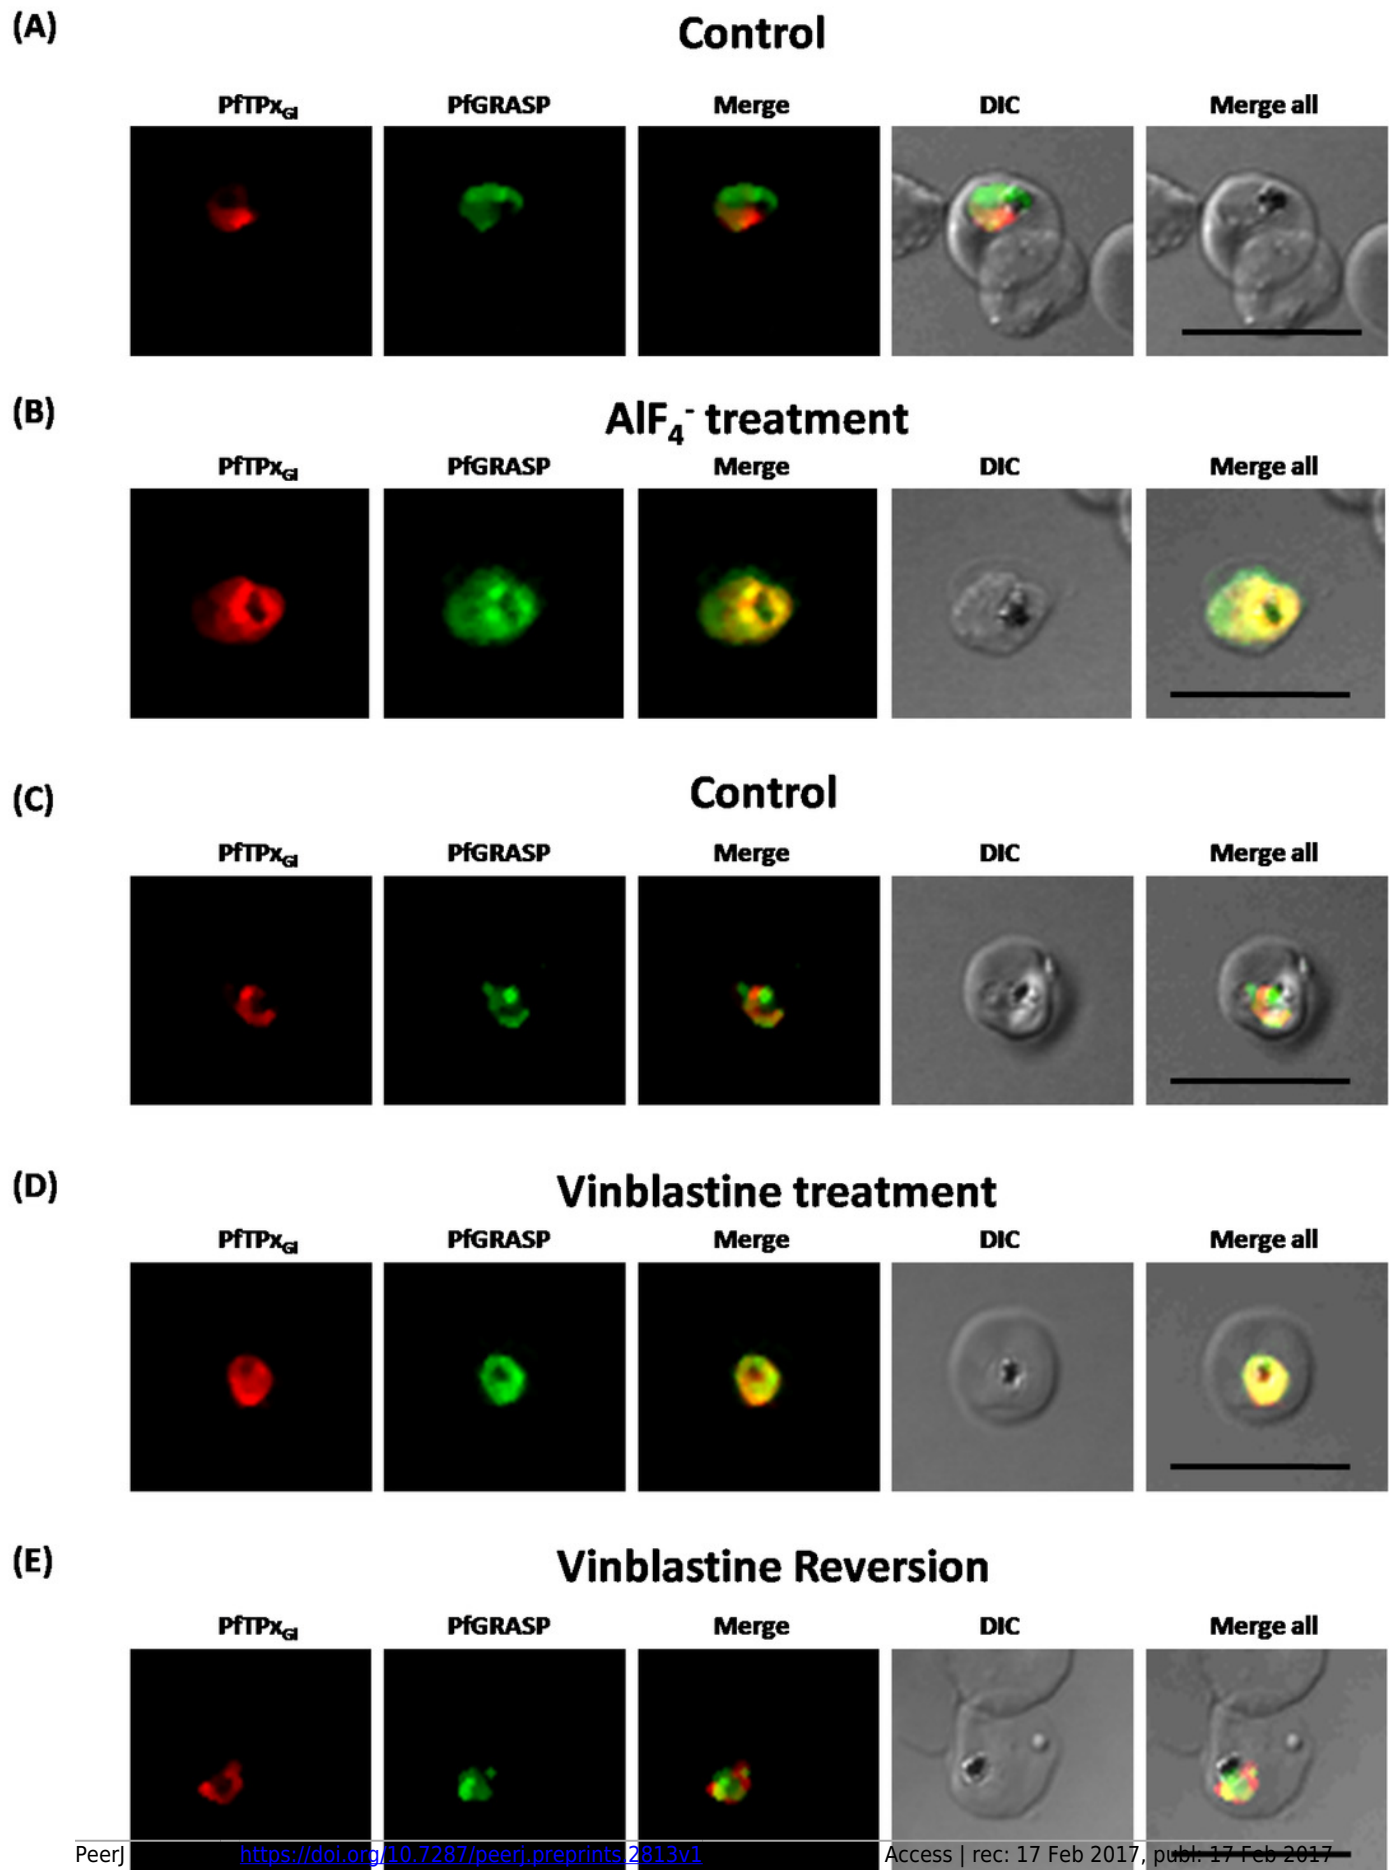 (A)
Control
PfTPxGl PfGRASP Merge DIC Merge all
(B)
AlF4- treatment
PfTPxGl PfGRASP Merge DIC Merge all
(C)
Control
PfTPxGl PfGRASP Merge DIC Merge all
(D)
Vinblastine treatment
PfTPxGl PfGRASP Merge DIC Merge all
(E)
Vinblastine Reversion
PfTPxGl PfGRASP Merge DIC Merge all
PeerJ https://doi.org/10.7287/peerj.preprints.2813v1 Access | rec: 17 Feb 2017, publ: 17 Feb 2017